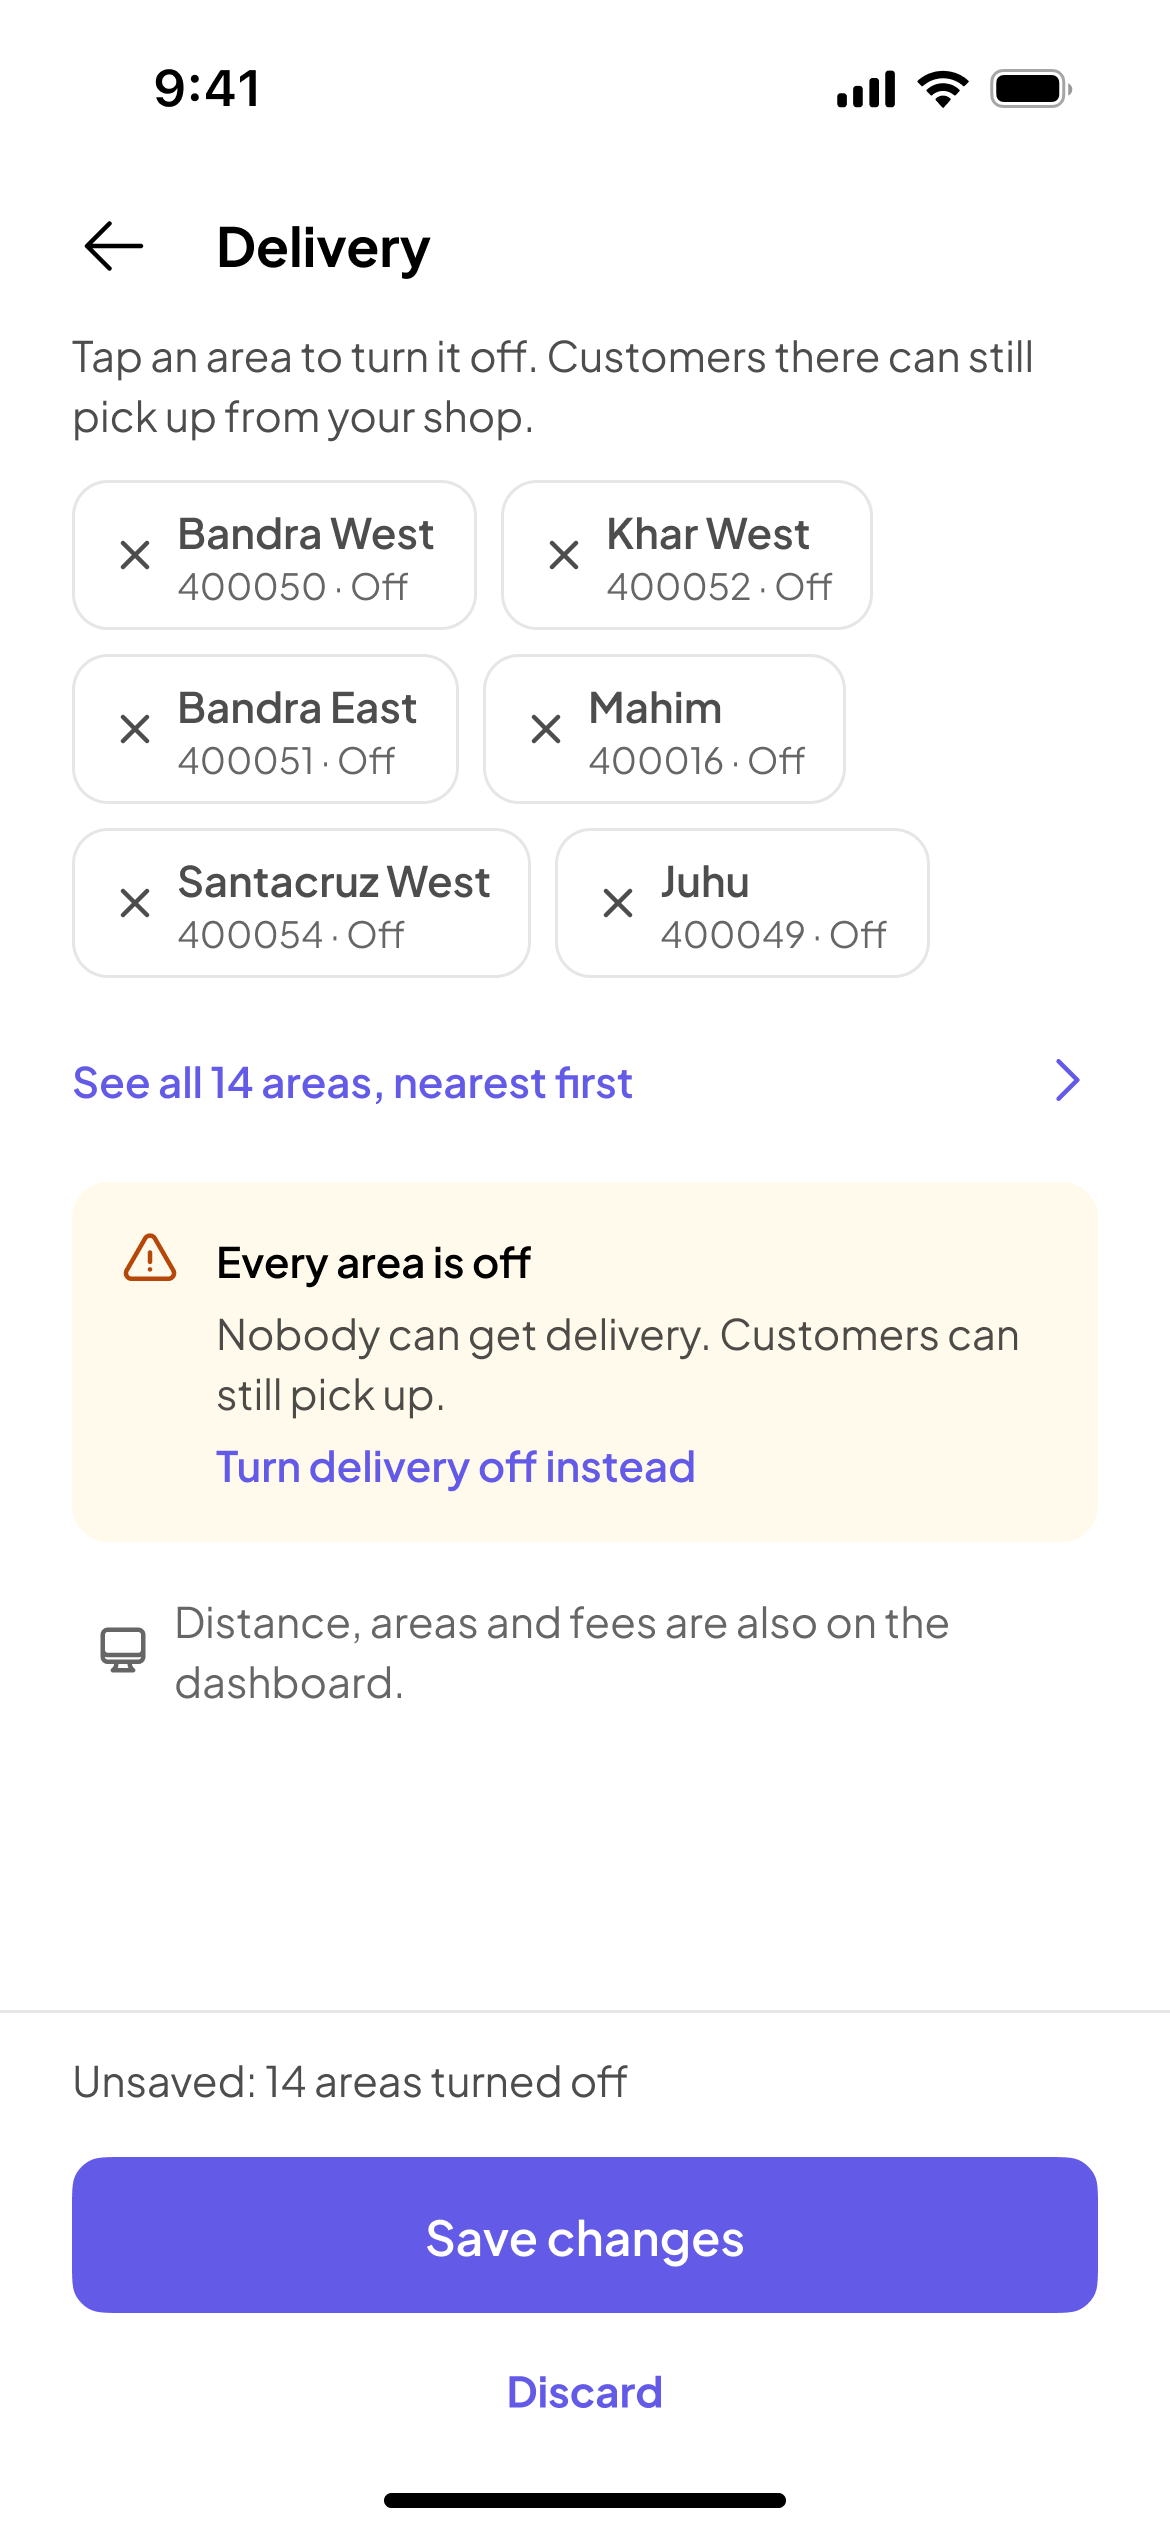 9:41
Delivery
Tap an area to turn it off. Customers there can still
pick up from your shop.
Bandra West
400050 · Off
Khar West
400052 · Off
Bandra East
400051 · Off
Mahim
400016 · Off
Santacruz West
400054 · Off
Juhu
400049 · Off
See all 14 areas, nearest first
Every area is off
Nobody can get delivery. Customers can
still pick up.
Turn delivery off instead
Distance, areas and fees are also on the
dashboard.
Unsaved: 14 areas turned off
Save changes
Discard